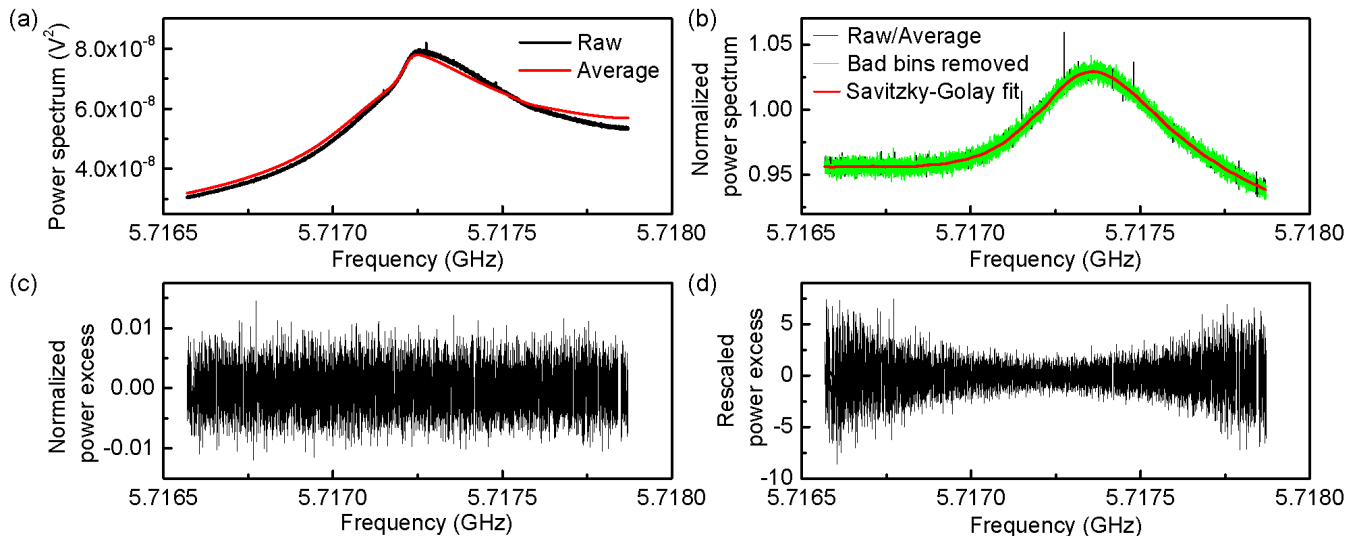 (a)
Power spectrum (V²)
8.0x10⁻⁸
6.0x10⁻⁸
4.0x10⁻⁸
Raw
Average
5.7165 5.7170 5.7175 5.7180
Frequency (GHz)
(b)
Normalized
power spectrum
1.05
1.00
0.95
Raw/Average
Bad bins removed
Savitzky-Golay fit
5.7165 5.7170 5.7175 5.7180
Frequency (GHz)
(c)
Normalized
power excess
0.01
0.00
-0.01
5.7165 5.7170 5.7175 5.7180
Frequency (GHz)
(d)
Rescaled
power excess
5
0
-5
-10
5.7165 5.7170 5.7175 5.7180
Frequency (GHz)